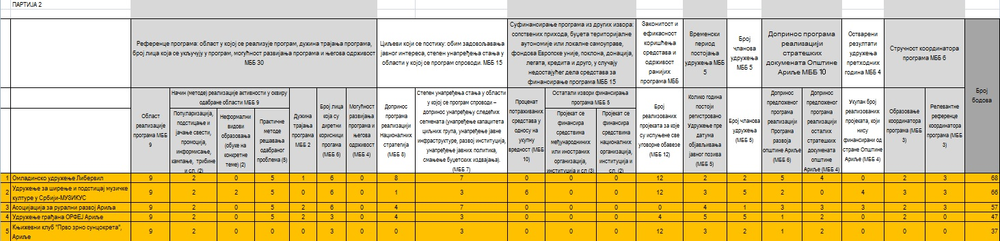 ПАРТИЈА 2
Референце програма: област у којој се реализује програм, дужина трајања програма,
број лица која се укључују у програм, могућност развијања програма и његова одрживост
МББ 30
Циљеви који се постижу: обим задовољавања
јавног интереса, степен унапређења стања у
области у којој се програм спроводи. МББ 15
Суфинансирање програма из других извора:
сопствених прихода, буџета територијалне
аутономије или локалне самоуправе,
фондова Европске уније, поклона, донација,
легата, кредита и друго, у случају
недостајућег дела средстава за
финансирање програма МББ 15
Законитост и
ефикасност
коришћења
средстава и
одрживост
ранијих
програма МББ
Временски
период
постојања
удружења МББ
5
Број
чланова
удружења МББ 5
Допринос програма
реализацији
стратешких
докумената Општине
Ариље МББ 10
Остварени
резултати
удружења
претходних
година МББ 4
Стручност координатора
програма МББ 6
Број
бодова
Област
реализације
програма МББ
9
Начин (методе) реализације активности у оквиру
одабране области МББ 9
Популаризација,
подстицање и
јачање свести,
промоција,
информисање,
кампање, трибине
и сл. (2)
Неформални
видови
образовања
(обуке на
конкретне
теме) (2)
Практичне
методе
решавања
одабраног
проблема (5)
Дужина
трајања
програма
МББ 2
Број лица
која су
диретни
корисници
прогама
(МББ 6)
Могућност
развијања
програма и
његова
одрживост
(МББ 4)
Допринос
програма
реализацији
Националних
стратегија
(МББ 8)
Степен унапређења стања у области
у којој се програм спроводи –
допринос унапређењу следећих
сегмената (унапређење капацитета
циљних група, унапређење јавне
инфраструктуре, развој институција,
унапређење јавних политика,
смањење буџетских издвајања).
(МББ 7)
Проценат
потраживаних
средстава у
односу на
укупну
вредност (МББ
10)
Остатали извори финансирања
програма МББ 5
Пројекат се
финансира
средствима
међународниних
или иностраних
организација,
институција и сл (3)
Пројекат се
финансира
средствима
националних
организација,
институција и
сл. (2)
Број
реализованих
пројеката за које
су испуњене све
уговорне обавезе
(МББ 12)
Колико година
постоји
регистровано
Удружење пре
датума
објављивања
јавног позива
(МББ 5)
Број чланова
удружења
(МББ 5)
Допринос
предложеног
програма
реализацији
Програма
развоја
општине Ариље
(МББ 6)
Допринос
предложеног
програма
реализацији
осталих
стратешких
докумената
општине
Ариље (МББ 4)
Укупан број
реализованих
пројеката, који
нису
финансирани од
стране Општине
Ариље (МББ 4)
Образовање
координатора
програма (МББ
3)
Релевантне
референце
координатора
програма (МББ
3)
1 Омладинско удружење Либервил 9 2 0 5 1 6 0 8 7 0 0 0 12 2 2 5 4 0 2 3 68
2 Удружење за ширење и подстицај музичке
културе у Србији-МУЗИКУС 9 2 2 5 0 6 0 1 3 6 0 0 12 3 5 2 0 4 3 3 66
3 Асоцијација за рурални развој Ариља 9 2 0 5 2 6 0 4 7 0 0 0 0 4 1 3 3 3 2 3 57
4 Удружење грађана ОРФЕЈ Ариље 9 2 0 5 2 3 0 4 3 0 0 0 4 5 5 1 2 0 2 0 47
5 Књижевни клуб "Прво зрно сунцокрета",
Ариље 9 2 0 0 0 3 0 0 3 0 0 0 12 3 2 1 2 0 0 0 37